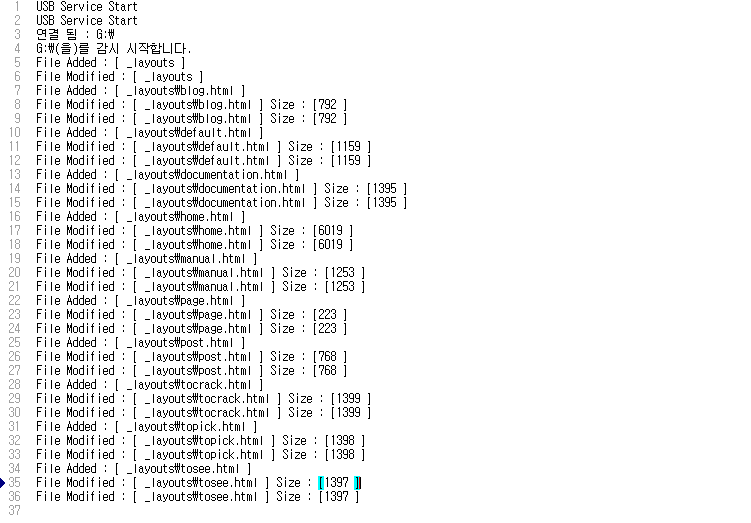 1 USB Service Start
2 USB Service Start
3 연결 됨 : G:₩
4 G:₩(을)를 감시 시작합니다.
5 File Added : [ _layouts ]
6 File Modified : [ _layouts ]
7 File Added : [ _layouts₩blog.html ]
8 File Modified : [ _layouts₩blog.html ] Size : [792 ]
9 File Modified : [ _layouts₩blog.html ] Size : [792 ]
10 File Added : [ _layouts₩default.html ]
11 File Modified : [ _layouts₩default.html ] Size : [1159 ]
12 File Modified : [ _layouts₩default.html ] Size : [1159 ]
13 File Added : [ _layouts₩documentation.html ]
14 File Modified : [ _layouts₩documentation.html ] Size : [1395 ]
15 File Modified : [ _layouts₩documentation.html ] Size : [1395 ]
16 File Added : [ _layouts₩home.html ]
17 File Modified : [ _layouts₩home.html ] Size : [6019 ]
18 File Modified : [ _layouts₩home.html ] Size : [6019 ]
19 File Added : [ _layouts₩manual.html ]
20 File Modified : [ _layouts₩manual.html ] Size : [1253 ]
21 File Modified : [ _layouts₩manual.html ] Size : [1253 ]
22 File Added : [ _layouts₩page.html ]
23 File Modified : [ _layouts₩page.html ] Size : [223 ]
24 File Modified : [ _layouts₩page.html ] Size : [223 ]
25 File Added : [ _layouts₩post.html ]
26 File Modified : [ _layouts₩post.html ] Size : [768 ]
27 File Modified : [ _layouts₩post.html ] Size : [768 ]
28 File Added : [ _layouts₩tocrack.html ]
29 File Modified : [ _layouts₩tocrack.html ] Size : [1399 ]
30 File Modified : [ _layouts₩tocrack.html ] Size : [1399 ]
31 File Added : [ _layouts₩topick.html ]
32 File Modified : [ _layouts₩topick.html ] Size : [1398 ]
33 File Modified : [ _layouts₩topick.html ] Size : [1398 ]
34 File Added : [ _layouts₩tosee.html ]
35 File Modified : [ _layouts₩tosee.html ] Size : [1397 ]
36 File Modified : [ _layouts₩tosee.html ] Size : [1397 ]
37